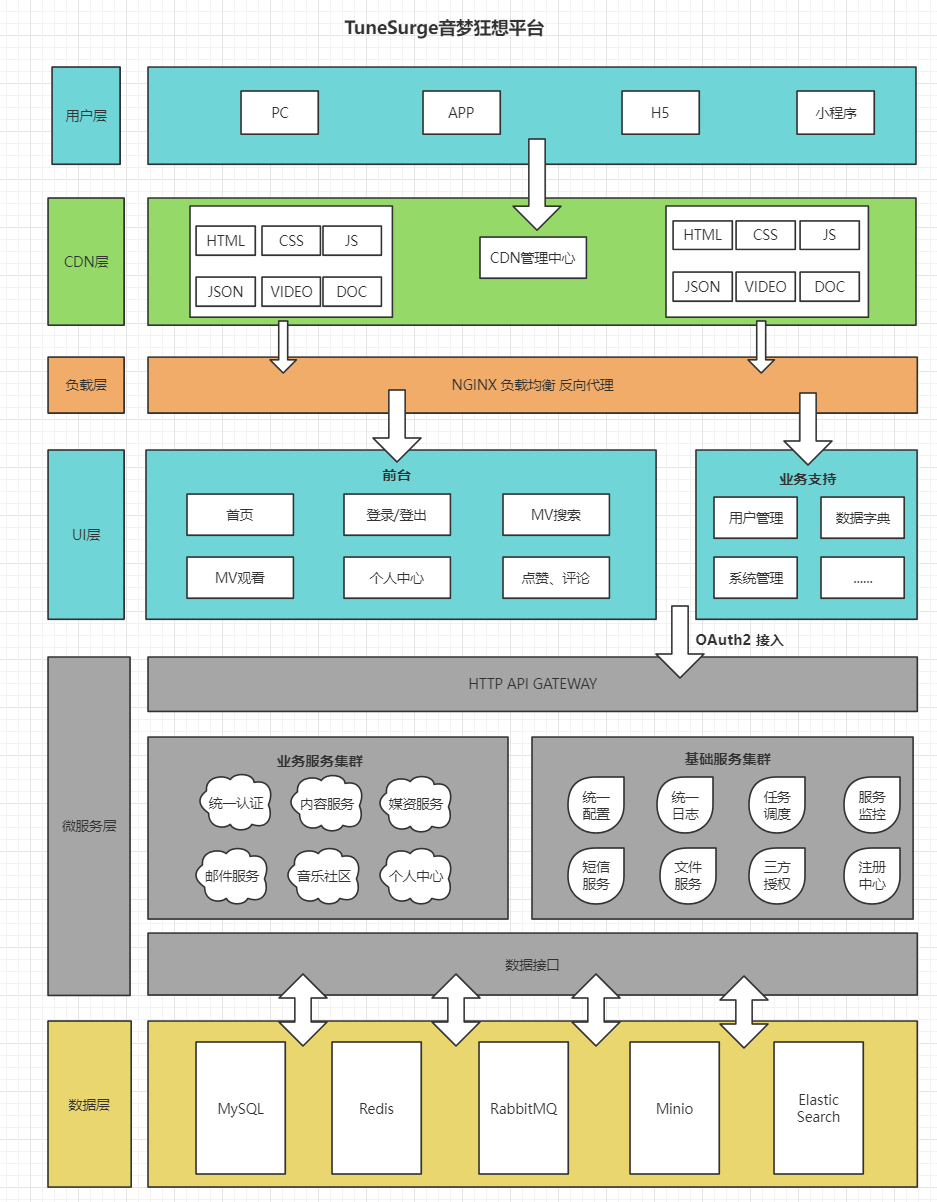 TuneSurge音梦狂想平台
用户层
PC
APP
H5
小程序
CDN层
HTML
CSS
JS
JSON
VIDEO
DOC
CDN管理中心
HTML
CSS
JS
JSON
VIDEO
DOC
负载层
NGINX 负载均衡 反向代理
UI层
前台
首页
登录/登出
MV搜索
MV观看
个人中心
点赞、评论
业务支持
用户管理
数据字典
系统管理
......
OAuth2 接入
微服务层
HTTP API GATEWAY
业务服务集群
统一认证
内容服务
媒资服务
邮件服务
音乐社区
个人中心
基础服务集群
统一
配置
统一
日志
任务
调度
服务
监控
短信
服务
文件
服务
三方
授权
注册
中心
数据接口
数据层
MySQL
Redis
RabbitMQ
Minio
Elastic
Search